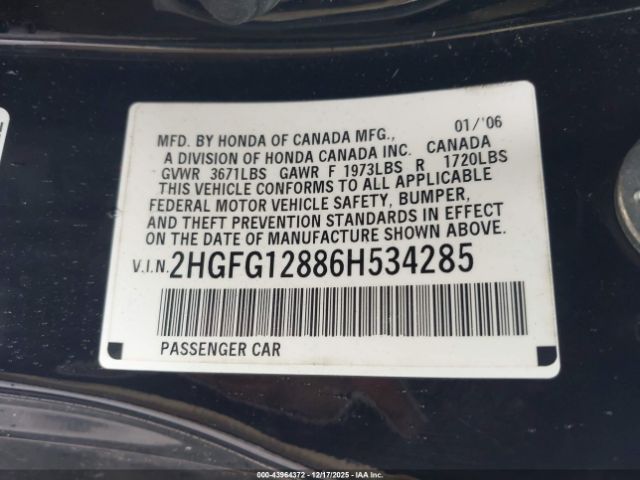 MFD. BY HONDA OF CANADA MFG., 01/'06
A DIVISION OF HONDA CANADA INC. CANADA
GVWR 3671LBS GAWR F 1973LBS R 1720LBS
THIS VEHICLE CONFORMS TO ALL APPLICABLE
FEDERAL MOTOR VEHICLE SAFETY, BUMPER,
AND THEFT PREVENTION STANDARDS IN EFFECT
ON THE DATE OF MANUFACTURE SHOWN ABOVE.
V.I.N. 2HGFG12886H534285
PASSENGER CAR
000-43964372 - 12/17/2025 - IAAI.COM